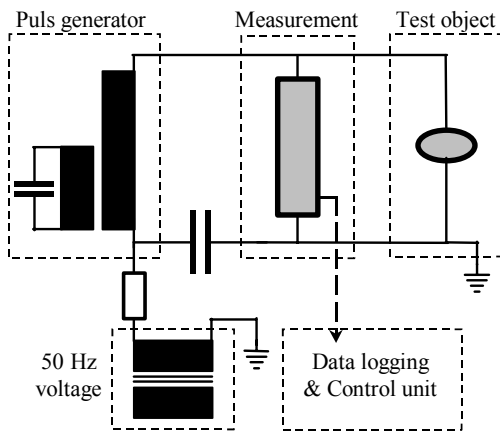 Puls generator
Measurement
Test object
50 Hz
voltage
Data logging
& Control unit